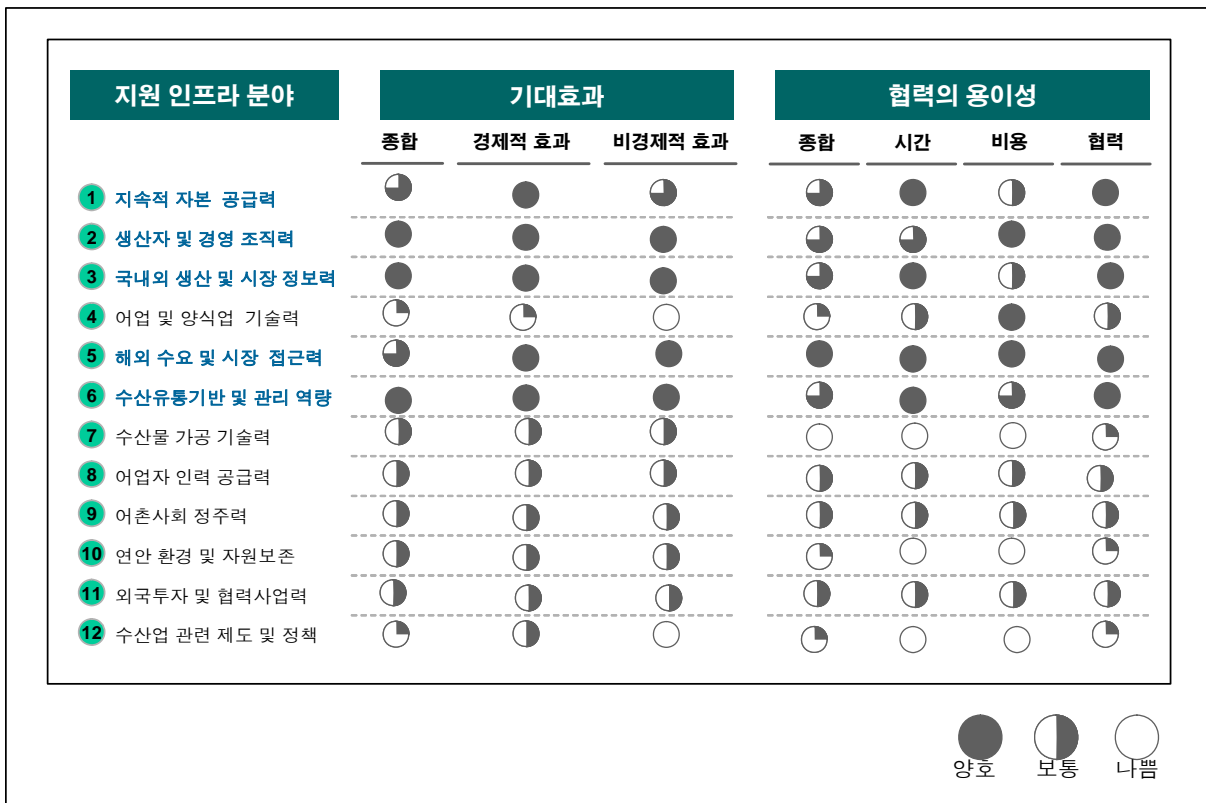 지원 인프라 분야 기대효과 협력의 용이성
종합 경제적 효과 비경제적 효과 종합 시간 비용 협력
1 지속적 자본 공급력
2 생산자 및 경영 조직력
3 국내외 생산 및 시장 정보력
4 어업 및 양식업 기술력
5 해외 수요 및 시장 접근력
6 수산유통기반 및 관리 역량
7 수산물 가공 기술력
8 어업자 인력 공급력
9 어촌사회 정주력
10 연안 환경 및 자원보존
11 외국투자 및 협력사업력
12 수산업 관련 제도 및 정책
양호 보통 나쁨